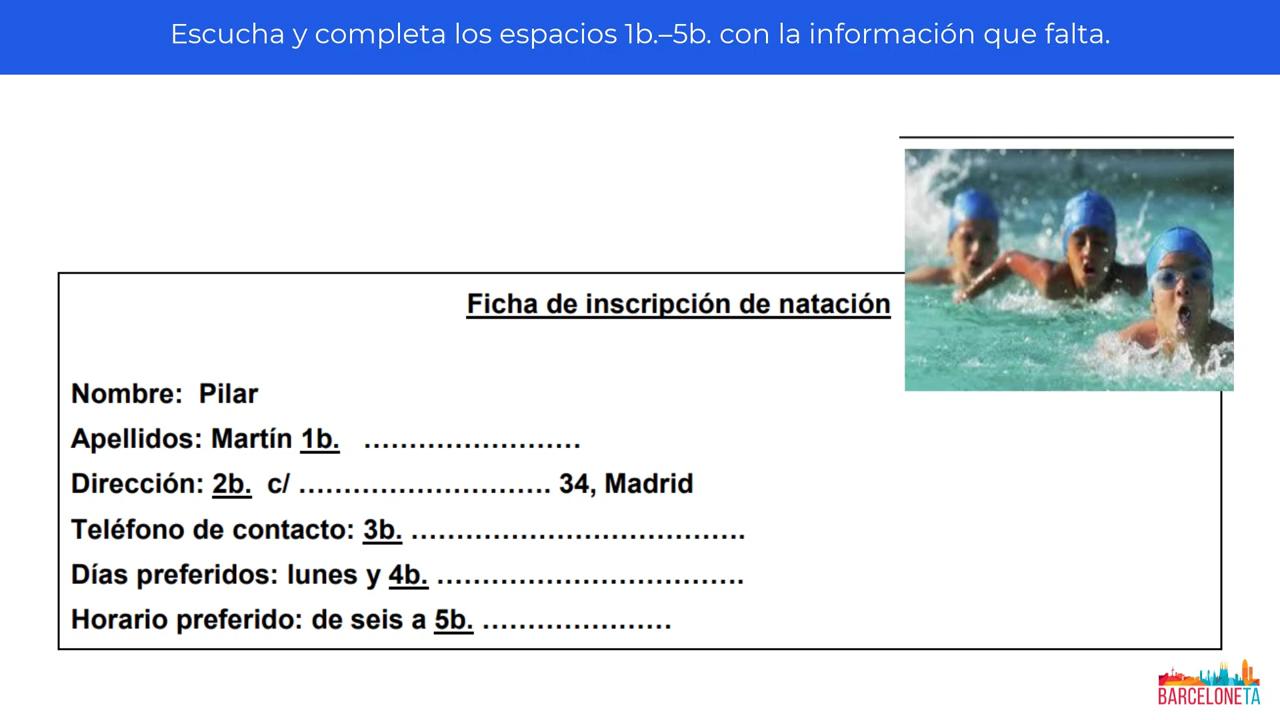 Escucha y completa los espacios 1b.–5b. con la información que falta.
Ficha de inscripción de natación
Nombre: Pilar
Apellidos: Martín 1b. ……………………
Dirección: 2b. c/ ………………………. 34, Madrid
Teléfono de contacto: 3b. ……………………………….
Días preferidos: lunes y 4b. …………………………….
Horario preferido: de seis a 5b. …………………
BARCELONETA